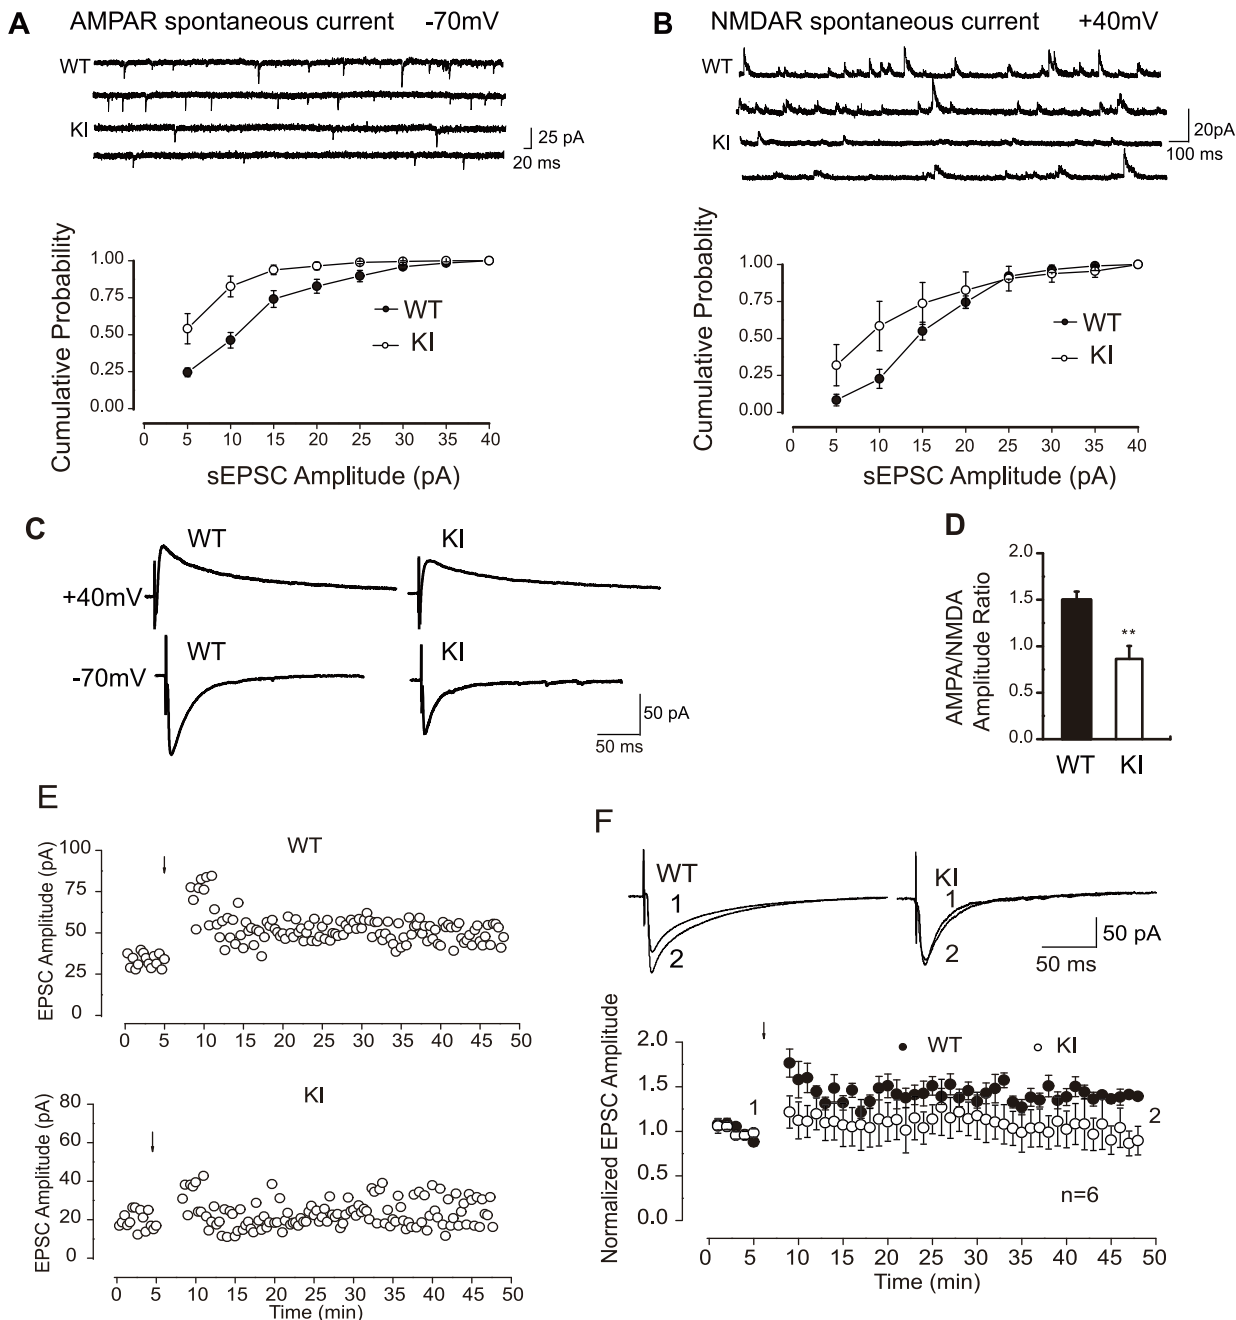 A AMPAR spontaneous current -70mV
WT
KI
25 pA
20 ms
Cumulative Probability
1.00
0.75
0.50
0.25
0.00
WT
KI
0 5 10 15 20 25 30 35 40
sEPSC Amplitude (pA)
B NMDAR spontaneous current +40mV
WT
KI
20pA
100 ms
Cumulative Probability
1.00
0.75
0.50
0.25
0.00
WT
KI
0 5 10 15 20 25 30 35 40
sEPSC Amplitude (pA)
C
WT KI
+40mV
WT KI
-70mV
50 pA
50 ms
D
AMPA/NMDA
Amplitude Ratio
2.0
1.5
1.0
0.5
0.0
**
WT KI
E
WT
EPSC Amplitude (pA)
100
75
50
25
0
0 5 10 15 20 25 30 35 40 45 50
KI
EPSC Amplitude (pA)
80
60
40
20
0
0 5 10 15 20 25 30 35 40 45 50
Time (min)
F
WT KI
1 1
2 2
50 pA
50 ms
Normalized EPSC Amplitude
2.0
1.5
1.0
0.5
0.0
WT KI
1 2
n=6
0 5 10 15 20 25 30 35 40 45 50
Time (min)